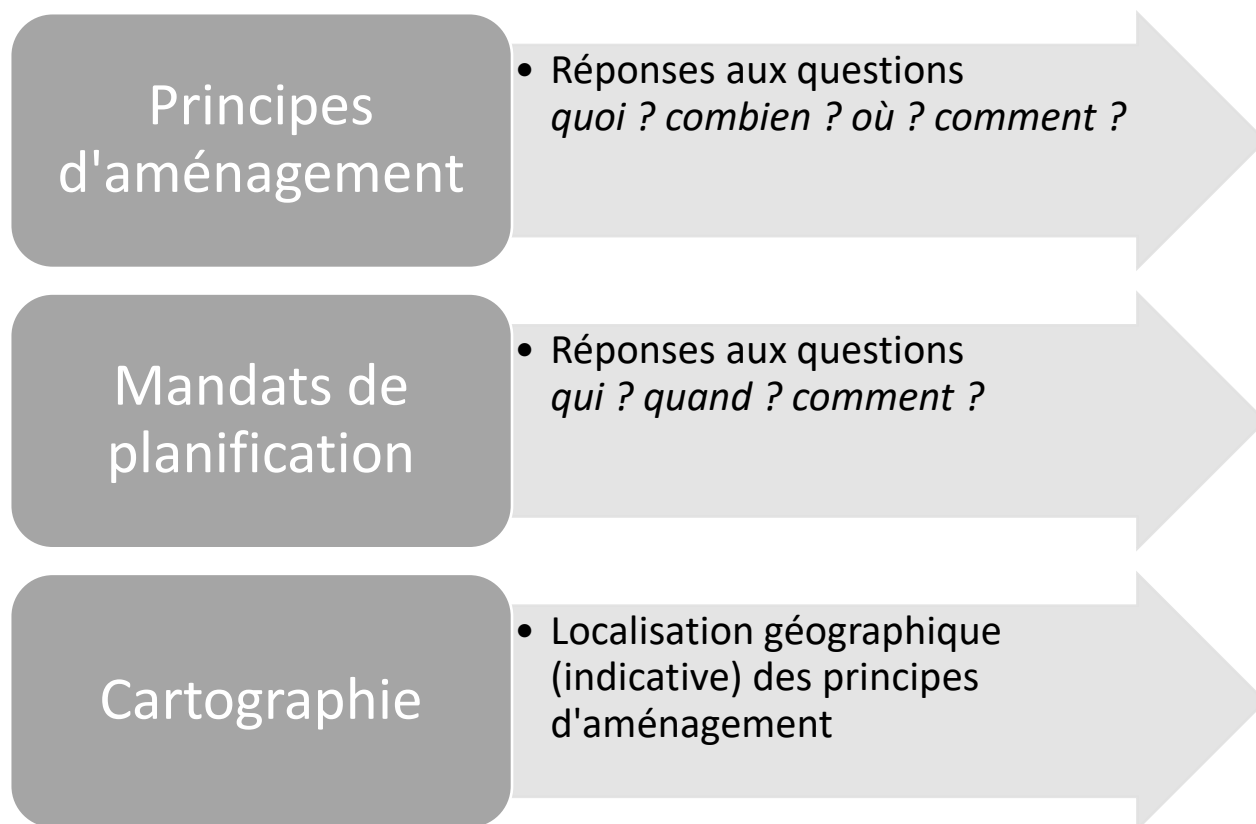 Principes
d'aménagement
• Réponses aux questions
quoi ? combien ? où ? comment ?
Mandats de
planification
• Réponses aux questions
qui ? quand ? comment ?
Cartographie
• Localisation géographique
(indicative) des principes
d'aménagement